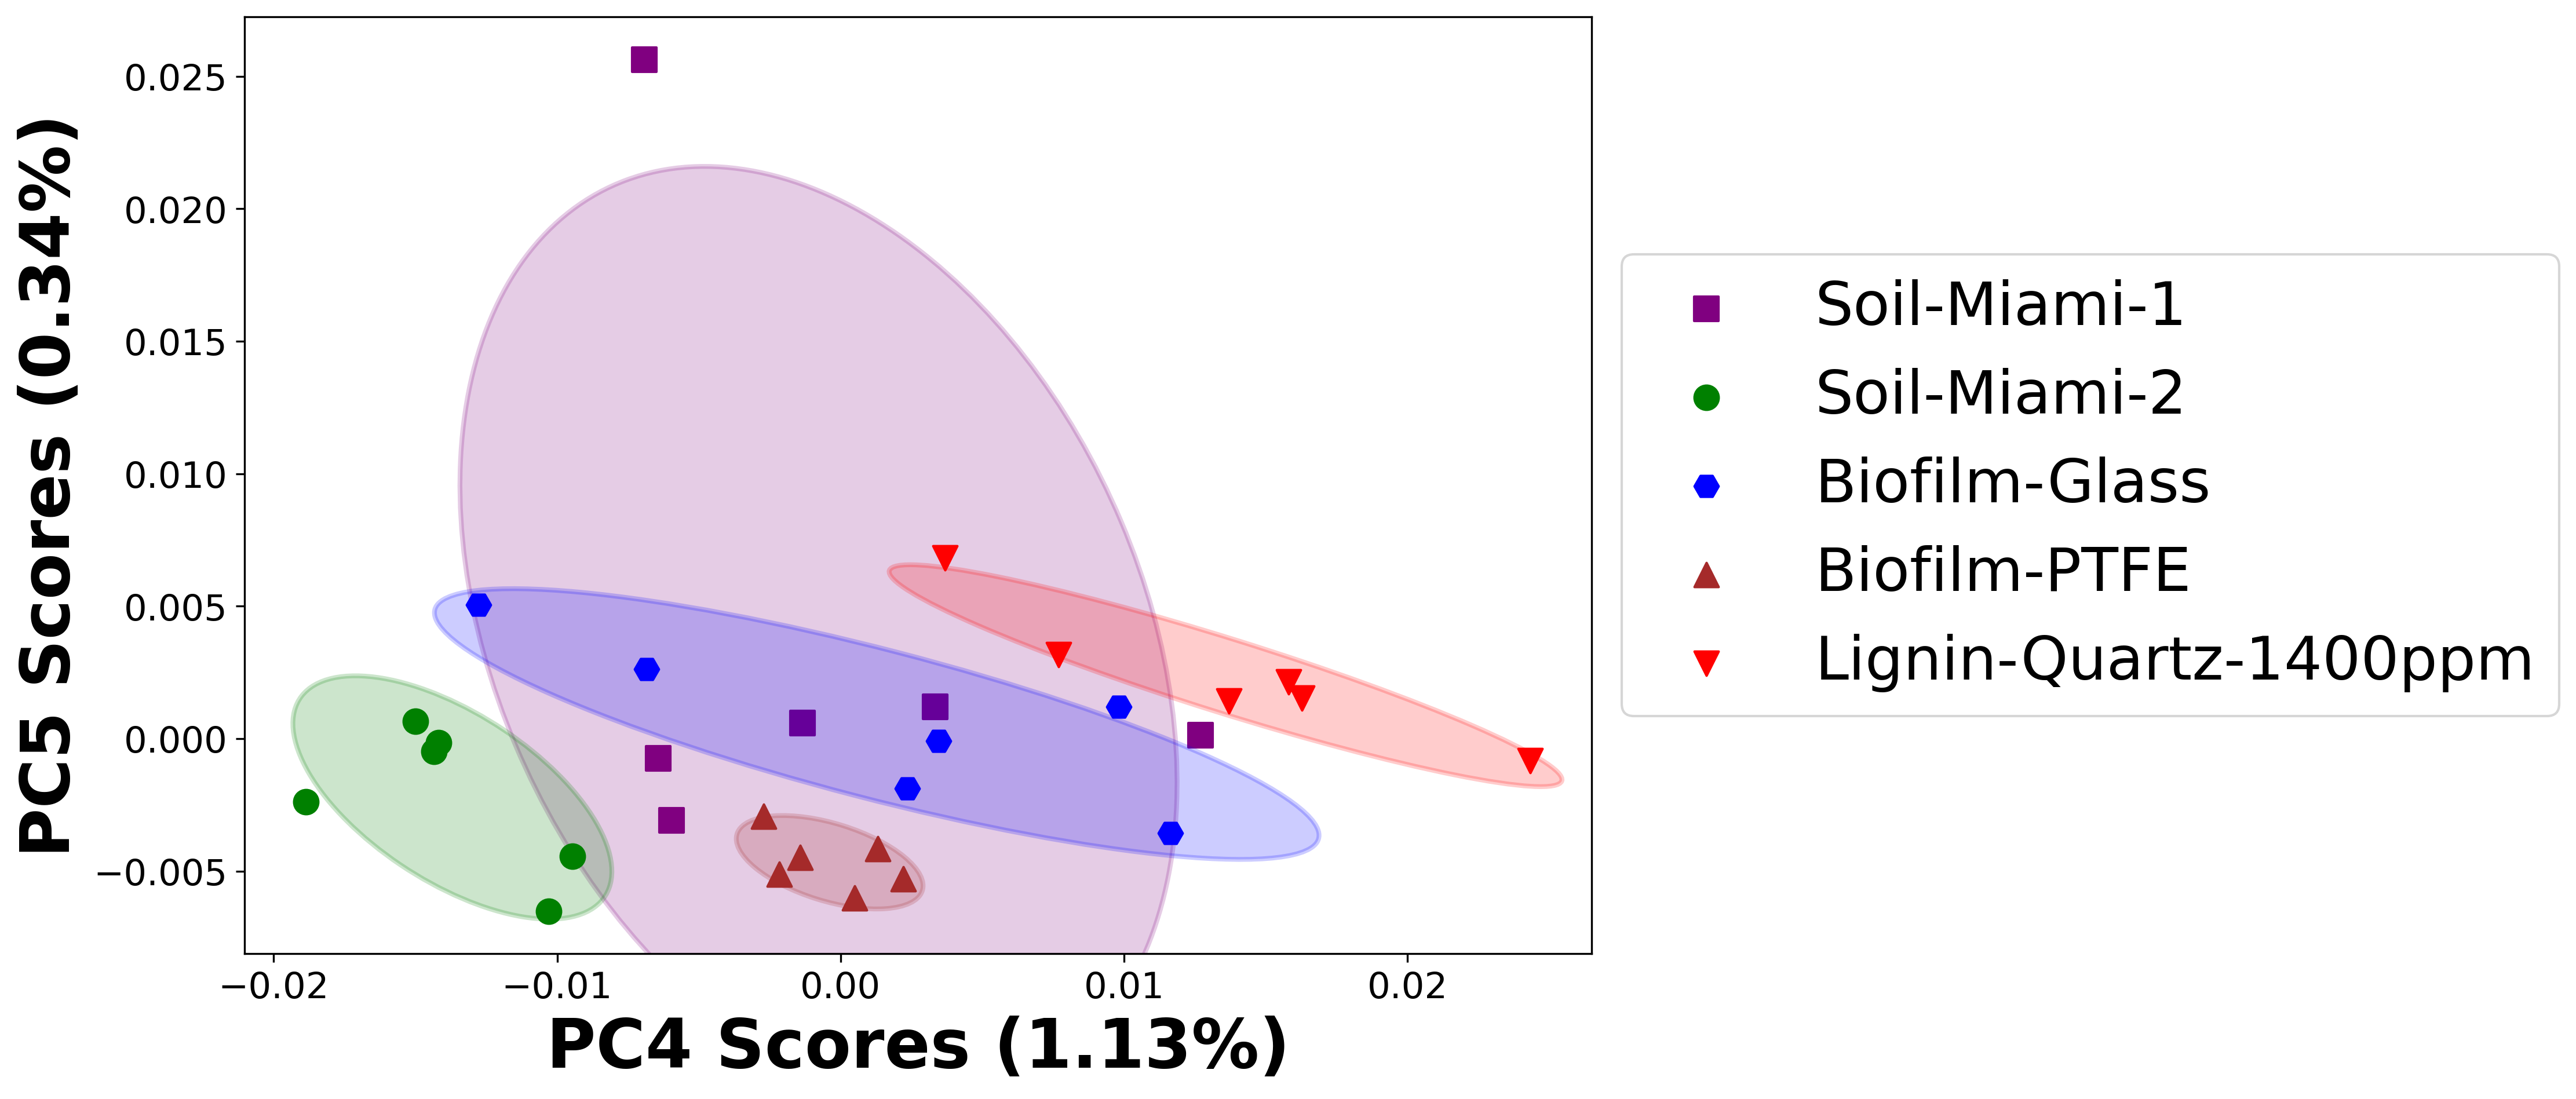 PC5 Scores (0.34%)
0.025
0.020
0.015
0.010
0.005
0.000
−0.005
−0.02
−0.01
0.00
0.01
0.02
PC4 Scores (1.13%)
Soil-Miami-1
Soil-Miami-2
Biofilm-Glass
Biofilm-PTFE
Lignin-Quartz-1400ppm